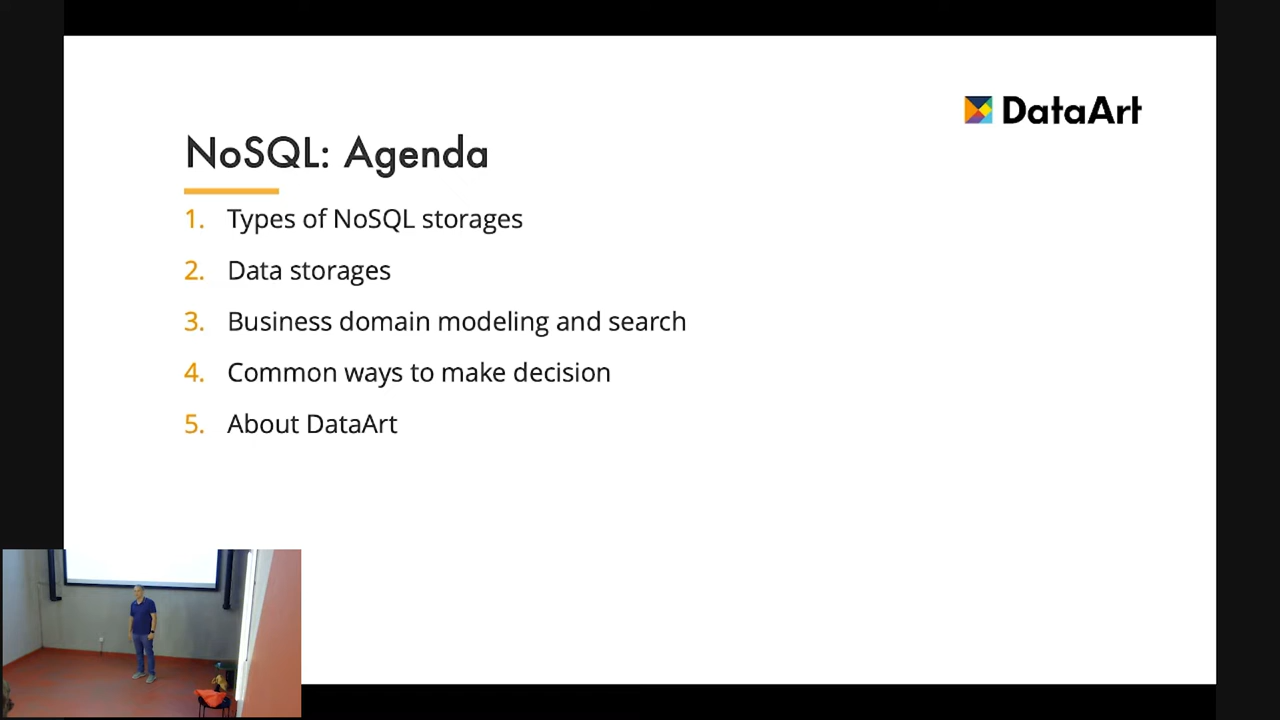 DataArt
NoSQL: Agenda
1. Types of NoSQL storages
2. Data storages
3. Business domain modeling and search
4. Common ways to make decision
5. About DataArt